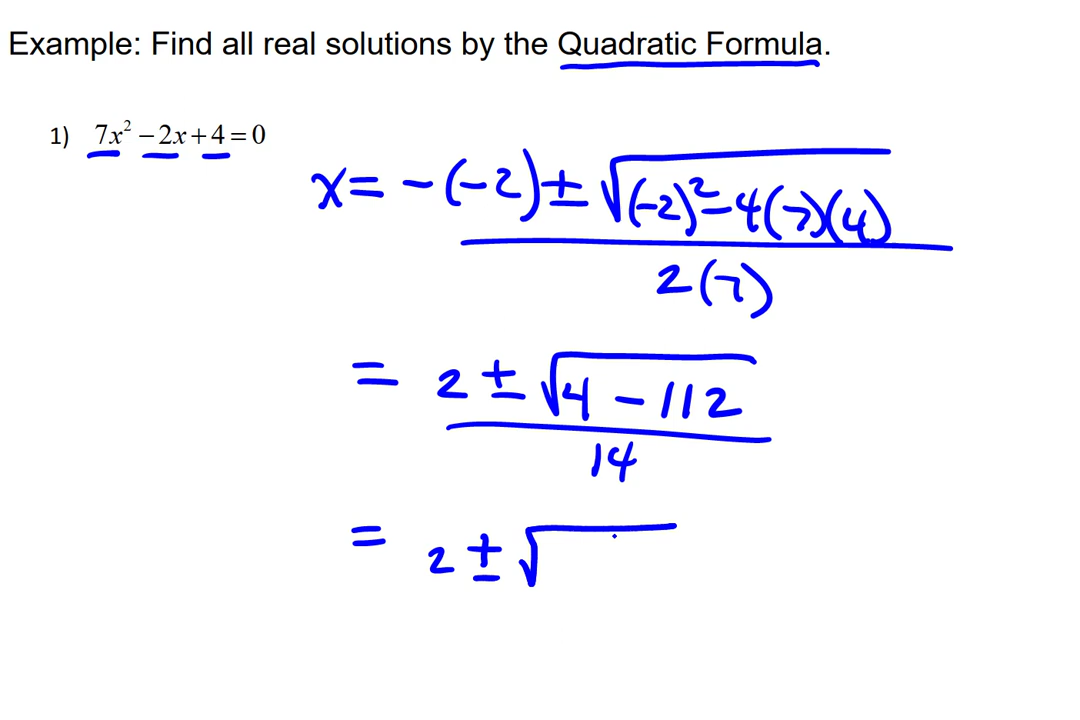 Example: Find all real solutions by the Quadratic Formula.
1) 7x² − 2x + 4 = 0
x = −(−2) ± √(−2)² − 4(7)(4)
2(7)
= 2 ± √4 − 112
14
= 2 ± √